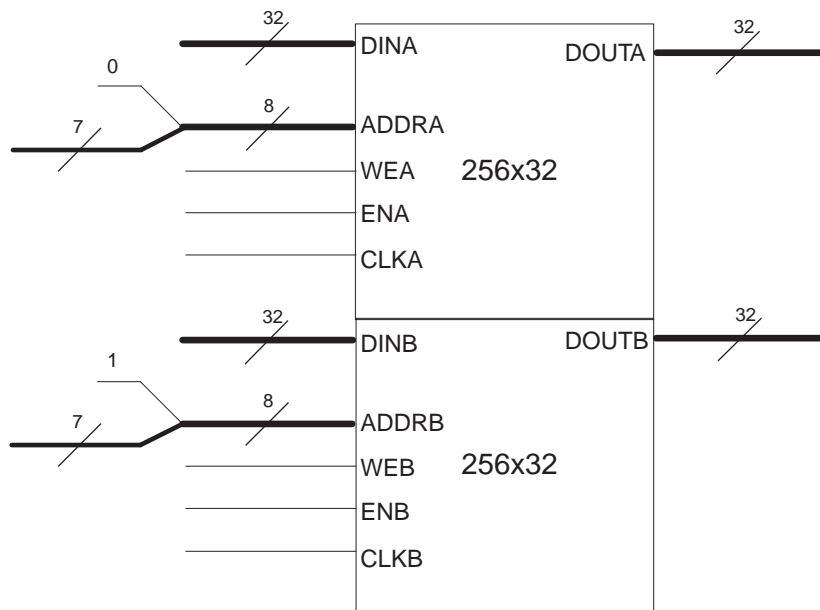 32
DINA
DOUTA
32
0
7
8
ADDRA
WEA
256x32
ENA
CLKA
32
DINB
DOUTB
32
1
7
8
ADDRB
WEB
256x32
ENB
CLKB